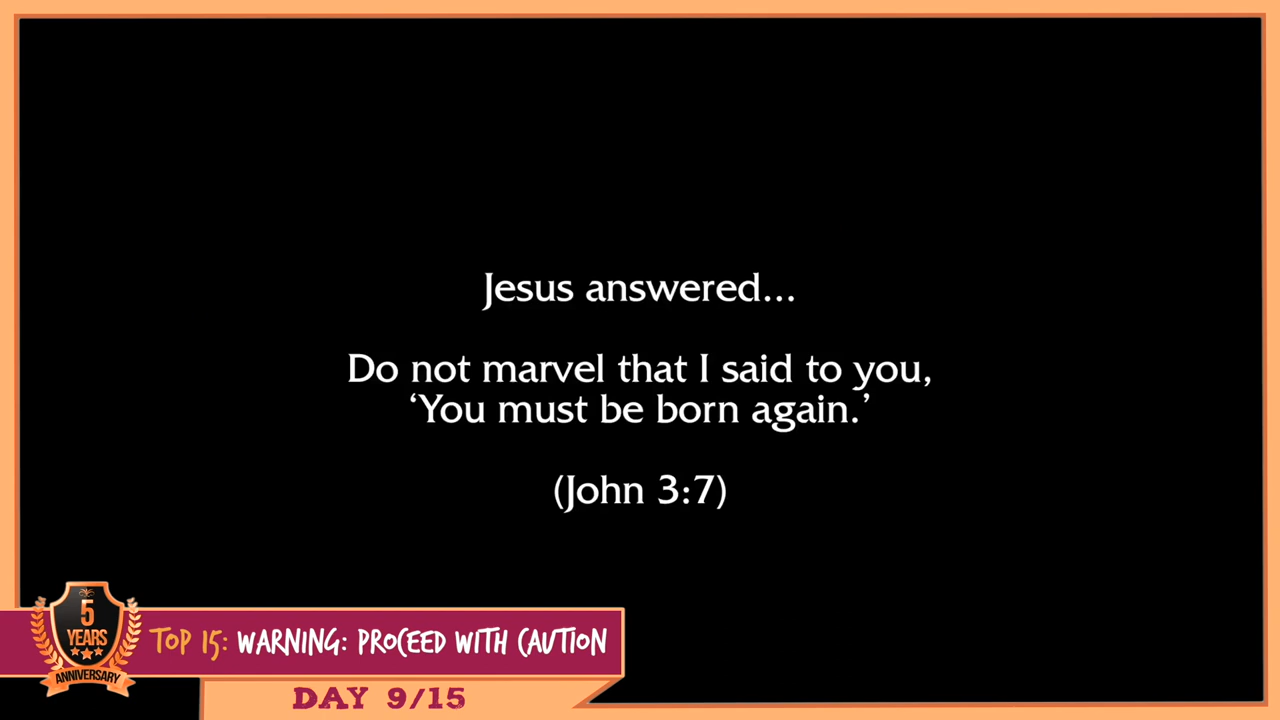 Jesus answered...
Do not marvel that I said to you,
‘You must be born again.’
(John 3:7)
5
YEARS
ANNIVERSARY
TOP 15: WARNING: PROCEED WITH CAUTION
DAY 9/15